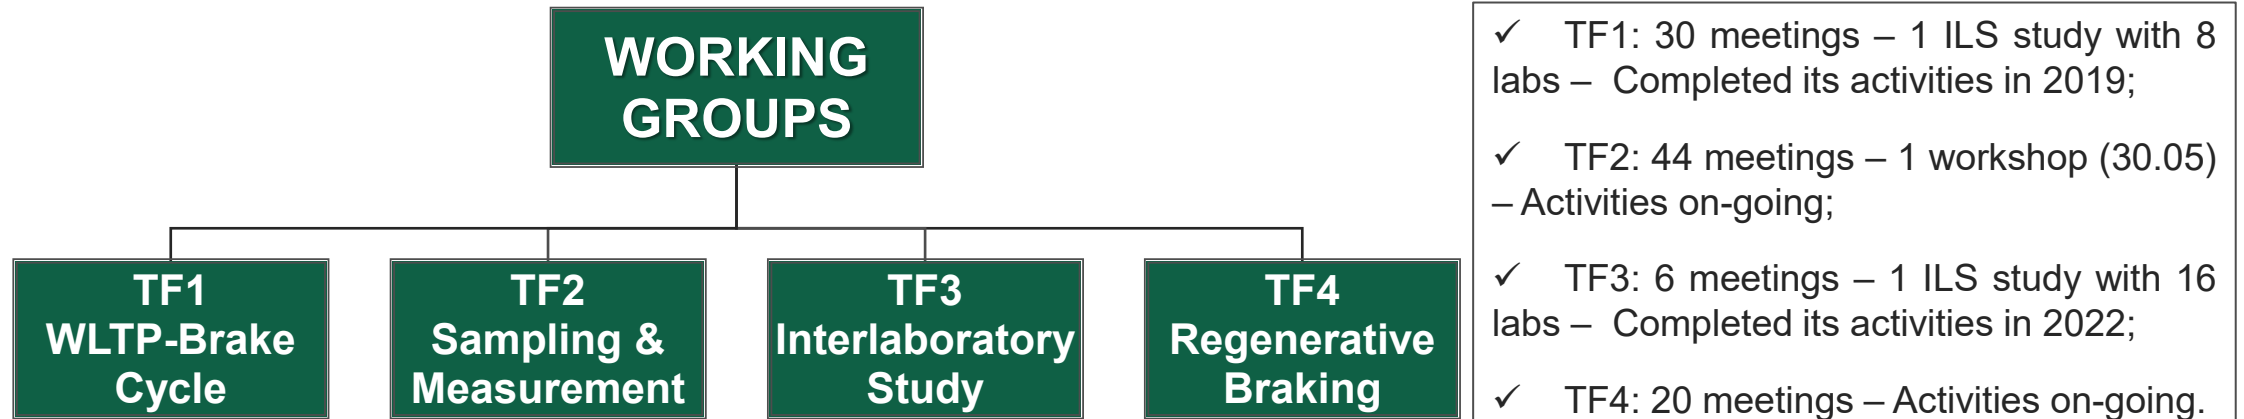 WORKING
GROUPS
TF1
WLTP-Brake
Cycle
TF2
Sampling &
Measurement
TF3
Interlaboratory
Study
TF4
Regenerative
Braking
✓ TF1: 30 meetings – 1 ILS study with 8
labs – Completed its activities in 2019;
✓ TF2: 44 meetings – 1 workshop (30.05)
– Activities on-going;
✓ TF3: 6 meetings – 1 ILS study with 16
labs – Completed its activities in 2022;
✓ TF4: 20 meetings – Activities on-going.